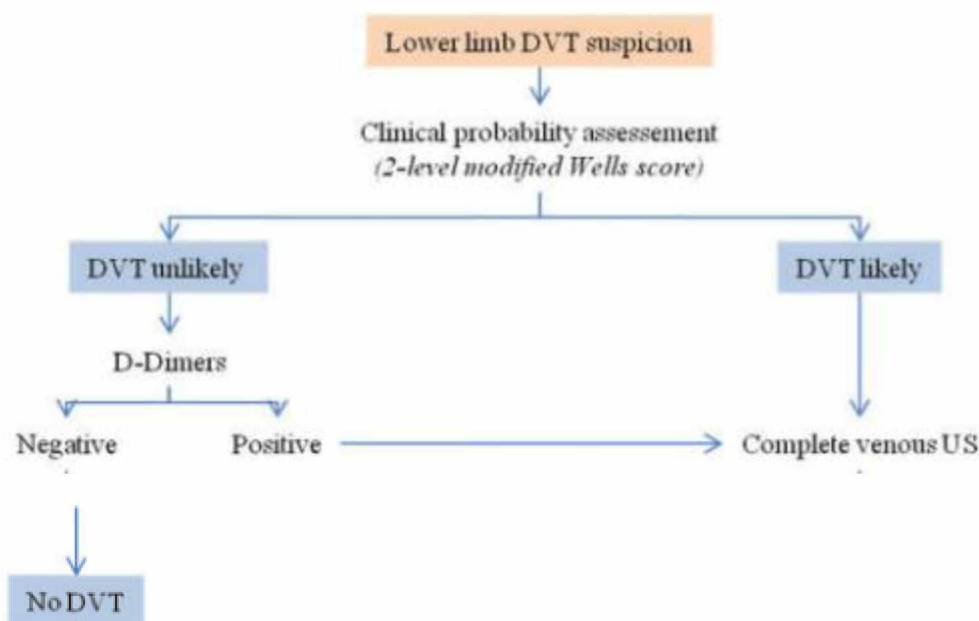 Lower limb DVT suspicion
Clinical probability assessement
(2-level modified Wells score)
DVT unlikely
DVT likely
D-Dimers
Negative
Positive
Complete venous US
No DVT